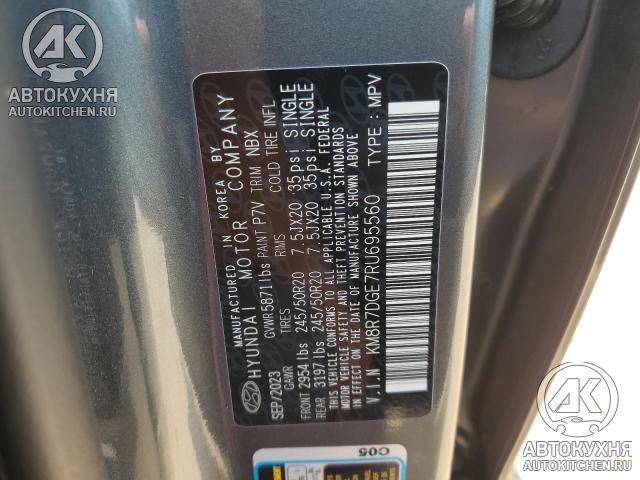 АВТОКУХНЯ
AUTOKITCHEN.RU
MANUFACTURED IN KOREA BY
HYUNDAI MOTOR COMPANY
SEP/2023 GVWR 5871 lbs PAINT P7V TRIM NBX
GAWR TIRES RIMS COLD TIRE INFL
FRONT 2954 lbs 245/50R20 7.5JX20 35 psi SINGLE
REAR 3197 lbs 245/50R20 7.5JX20 35 psi SINGLE
THIS VEHICLE CONFORMS TO ALL APPLICABLE U.S.A. FEDERAL
MOTOR VEHICLE SAFETY AND THEFT PREVENTION STANDARDS
IN EFFECT ON THE DATE OF MANUFACTURE SHOWN ABOVE
V.I.N KM8R7DGE7RU695560 TYPE : MPV
C05
АВТОКУХНЯ
AUTOKITCHEN.RU